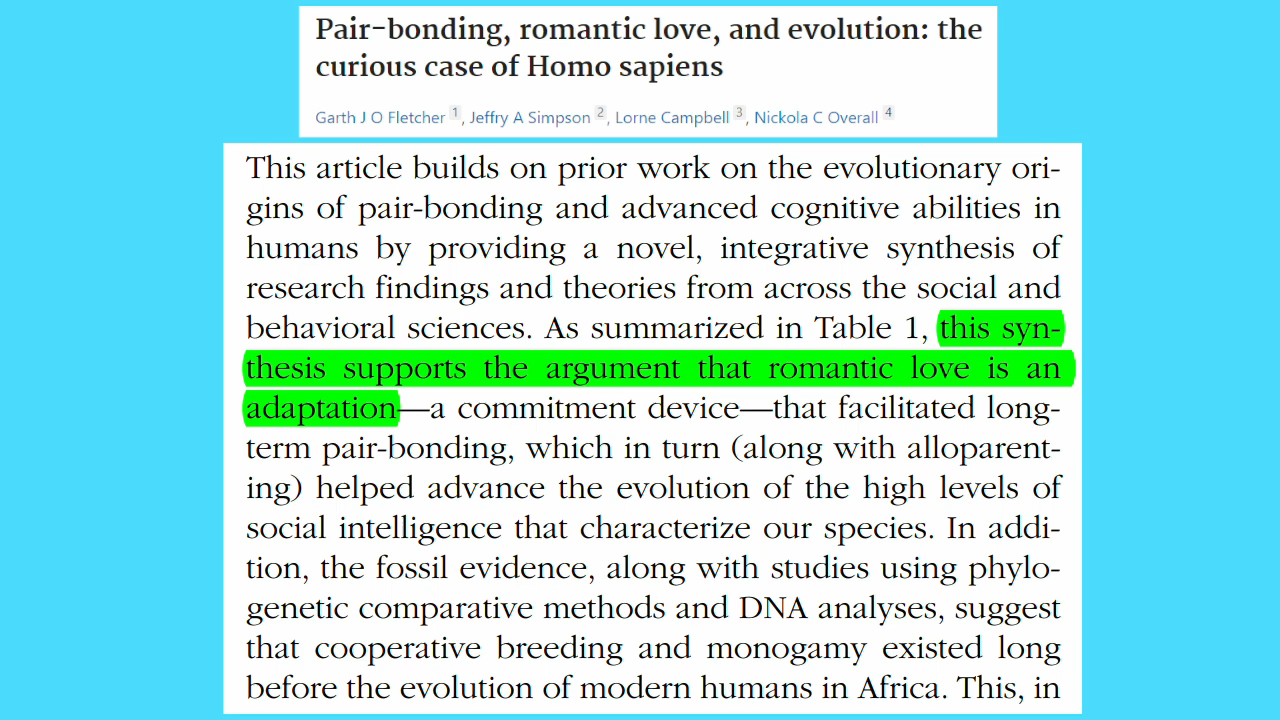 Pair-bonding, romantic love, and evolution: the
curious case of Homo sapiens
Garth J O Fletcher 1, Jeffry A Simpson 2, Lorne Campbell 3, Nickola C Overall 4
This article builds on prior work on the evolutionary ori-
gins of pair-bonding and advanced cognitive abilities in
humans by providing a novel, integrative synthesis of
research findings and theories from across the social and
behavioral sciences. As summarized in Table 1, this syn-
thesis supports the argument that romantic love is an
adaptation—a commitment device—that facilitated long-
term pair-bonding, which in turn (along with alloparent-
ing) helped advance the evolution of the high levels of
social intelligence that characterize our species. In addi-
tion, the fossil evidence, along with studies using phylo-
genetic comparative methods and DNA analyses, suggest
that cooperative breeding and monogamy existed long
before the evolution of modern humans in Africa. This, in